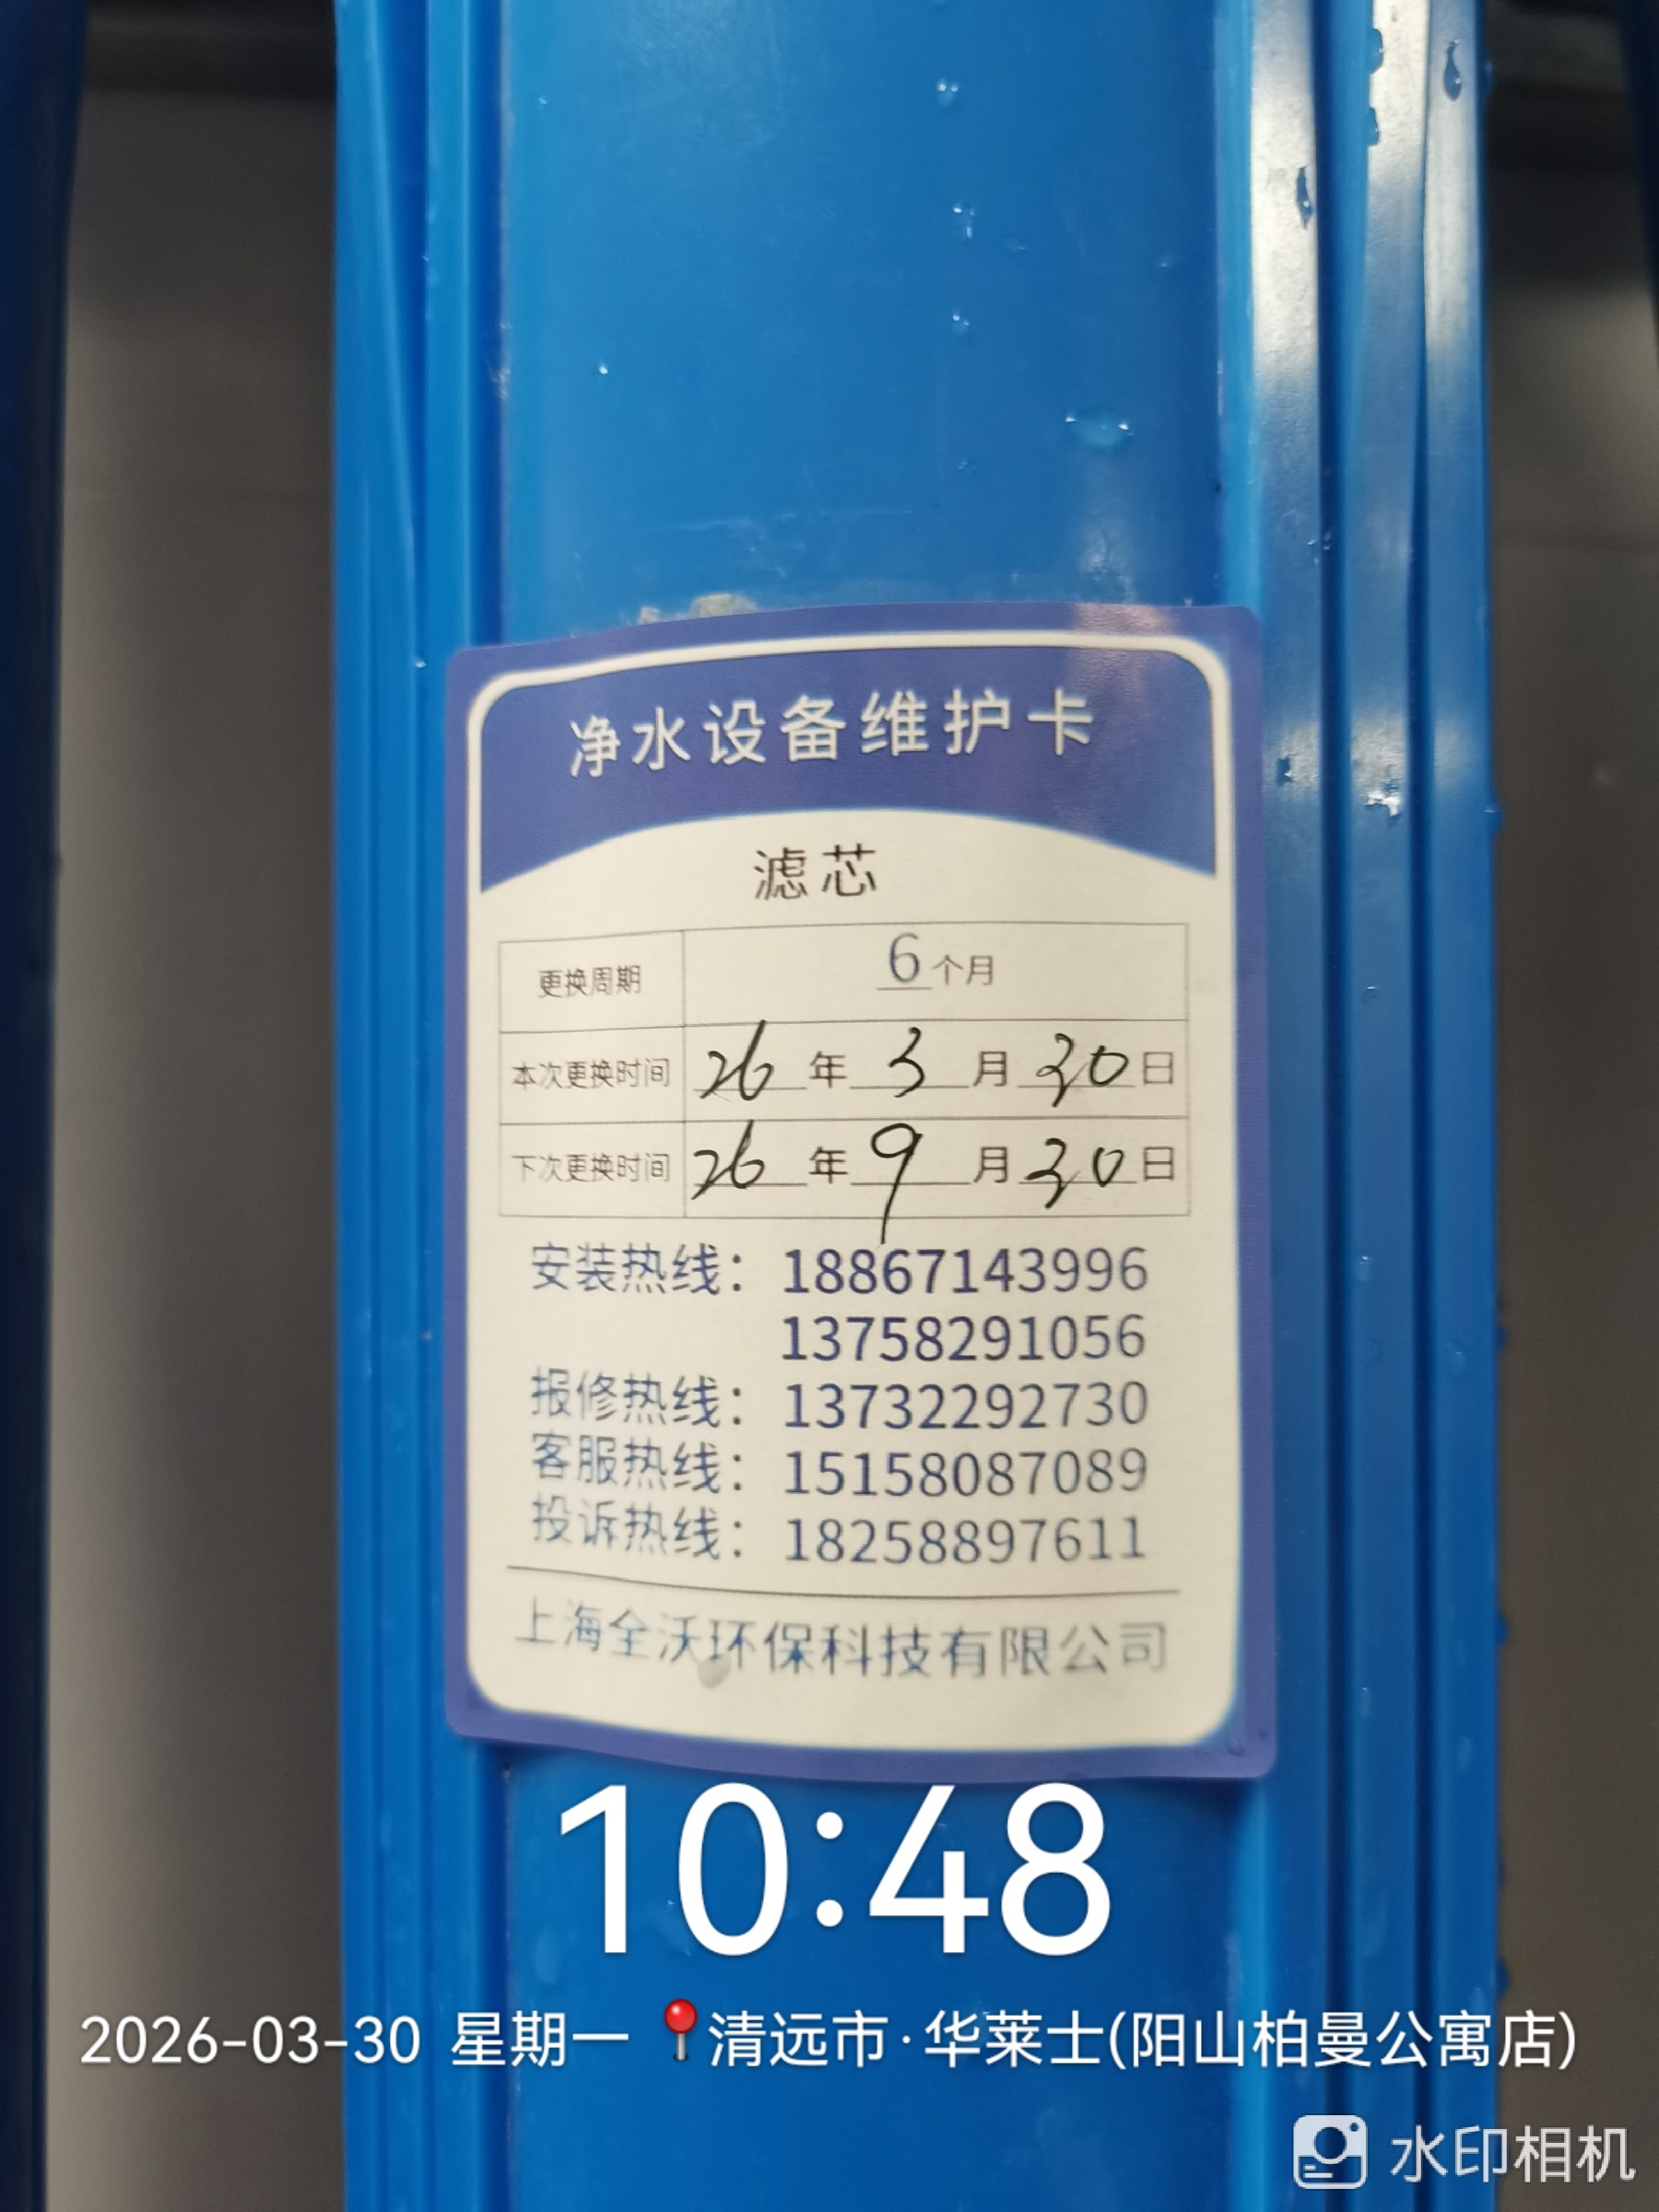 净水设备维护卡
滤芯
更换周期 6个月
本次更换时间 26年3月30日
下次更换时间 26年9月30日
安装热线：18867143996
13758291056
报修热线：13732292730
客服热线：15158087089
投诉热线：18258897611
上海全沃环保科技有限公司
10:48
2026-03-30 星期一 清远市·华莱士(阳山柏曼公寓店)
水印相机